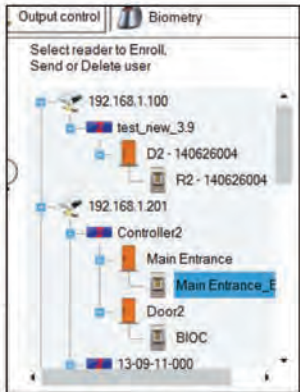 Output control Biometry
Select reader to Enroll,
Send or Delete user
192.168.1.100
test_new_3.9
D2 - 140626004
R2 - 140626004
192.168.1.201
Controller2
Main Entrance
Main Entrance_E
Door2
BIOC
13-09-11-000